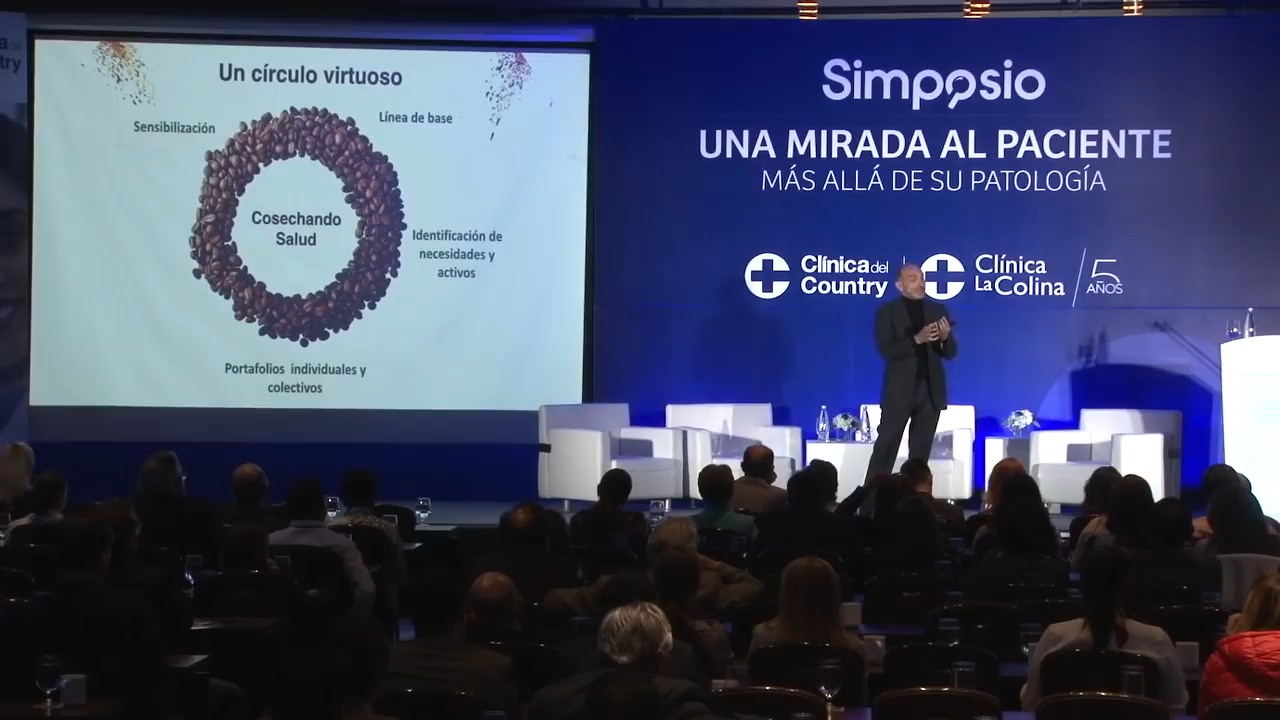 Un círculo virtuoso
Sensibilización
Línea de base
Cosechando
Salud
Identificación de
necesidades y
activos
Portafolios individuales y
colectivos
Simposio
UNA MIRADA AL PACIENTE
MÁS ALLÁ DE SU PATOLOGÍA
Clínica del
Country
Clínica
La Colina
5
AÑOS